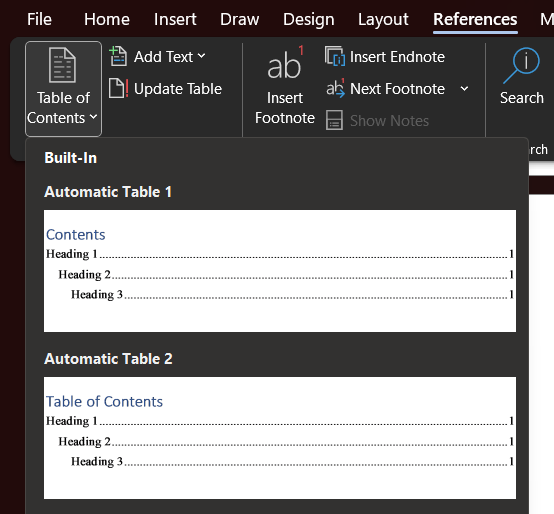 File Home Insert Draw Design Layout References
Add Text
Update Table
Table of
Contents
ab1
Insert
Footnote
Insert Endnote
ab1 Next Footnote
Show Notes
Search
rch
Built-In
Automatic Table 1
Contents
Heading 1........................................................................1
Heading 2........................................................................1
Heading 3........................................................................1
Automatic Table 2
Table of Contents
Heading 1........................................................................1
Heading 2........................................................................1
Heading 3........................................................................1